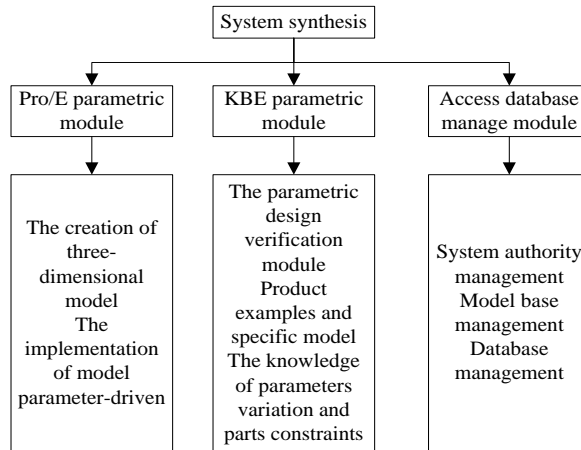 System synthesis
Pro/E parametric
module
KBE parametric
module
Access database
manage module
The creation of
three-
dimensional
model
The
implementation
of model
parameter-driven
The parametric
design
verification
module
Product
examples and
specific model
The knowledge
of parameters
variation and
parts constraints
System authority
management
Model base
management
Database
management